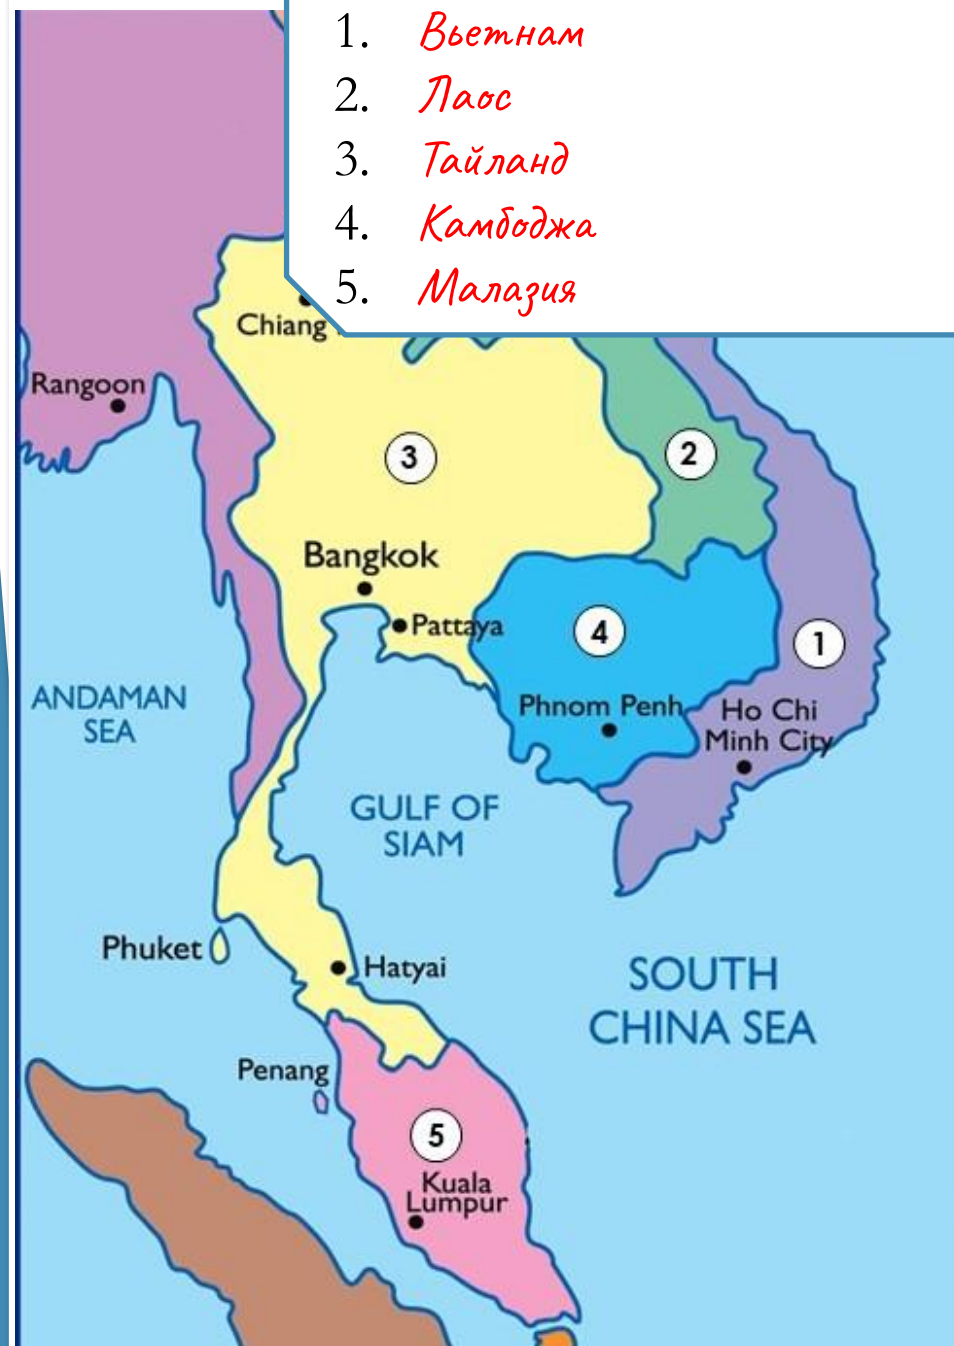 1. Вьетнам
2. Лаос
3. Тайланд
4. Камбоджа
5. Малазия
Chiang
Rangoon
3
2
Bangkok
Pattaya
4
1
ANDAMAN
SEA
Phnom Penh
Ho Chi
Minh City
GULF OF
SIAM
Phuket
Hatyai
SOUTH
CHINA SEA
Penang
5
Kuala
Lumpur